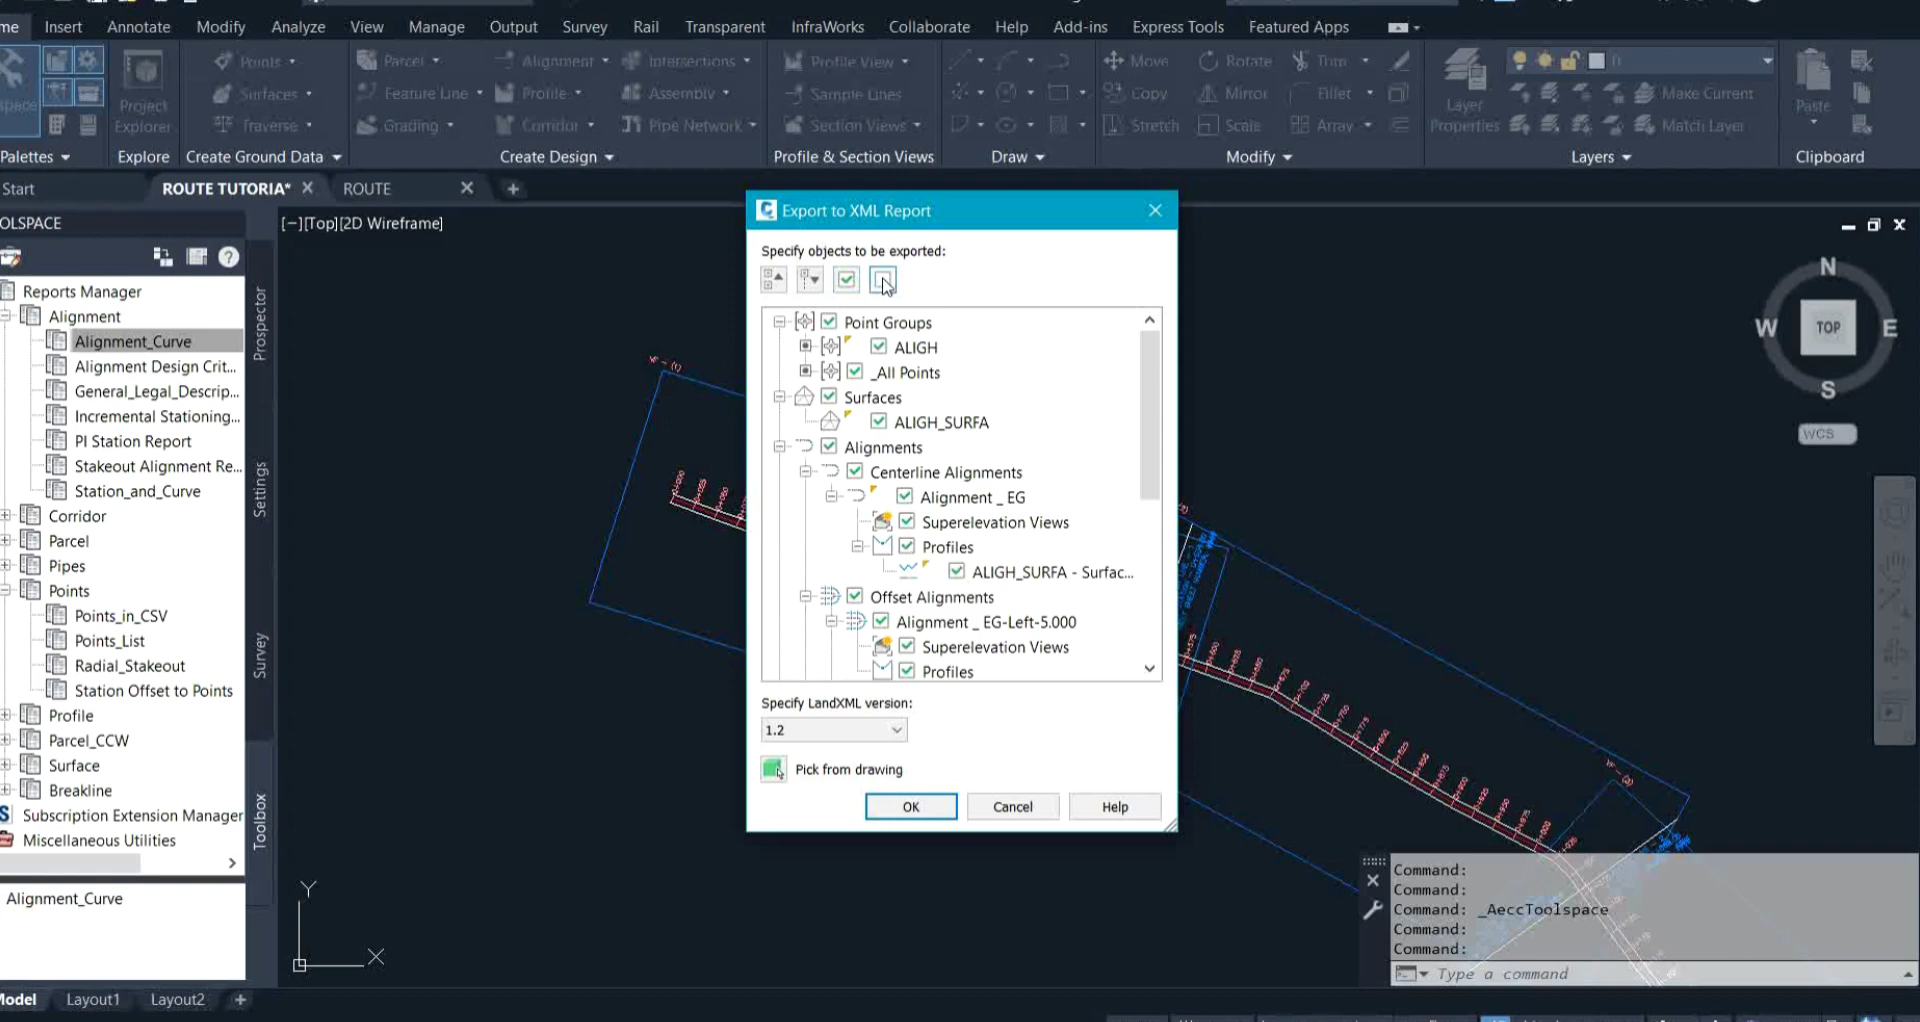 me Insert Annotate Modify Analyze View Manage Output Survey Rail Transparent InfraWorks Collaborate Help Add-ins Express Tools Featured Apps
Points Parcel Alignment Intersections Profile View Move Rotate Trim 0
Surfaces Feature Line Profile Assembly Sample Lines Copy Mirror Fillet Make Current
Project Explorer Layer Properties Paste
Traverse Grading Corridor Pipe Network Section Views Stretch Scale Array Match Layer
Palettes Explore Create Ground Data Create Design Profile & Section Views Draw Modify Layers Clipboard
Start ROUTE TUTORIA* ROUTE
OLSPACE
[−][Top][2D Wireframe]
Reports Manager
Alignment
Alignment_Curve
Alignment Design Crit...
General_Legal_Descrip...
Incremental Stationing...
PI Station Report
Stakeout Alignment Re...
Station_and_Curve
Corridor
Parcel
Pipes
Points
Points_in_CSV
Points_List
Radial_Stakeout
Station Offset to Points
Profile
Parcel_CCW
Surface
Breakline
Subscription Extension Manager
Miscellaneous Utilities
Alignment_Curve
Prospector
Settings
Survey
Toolbox
Export to XML Report
Specify objects to be exported:
Point Groups
ALIGH
_All Points
Surfaces
ALIGH_SURFA
Alignments
Centerline Alignments
Alignment _ EG
Superelevation Views
Profiles
ALIGH_SURFA - Surfac...
Offset Alignments
Alignment _ EG-Left-5.000
Superelevation Views
Profiles
Specify LandXML version:
1.2
Pick from drawing
OK Cancel Help
N
W TOP E
S
WCS
Y
X
Command:
Command:
Command: _AeccToolspace
Command:
Command:
Type a command
Model Layout1 Layout2